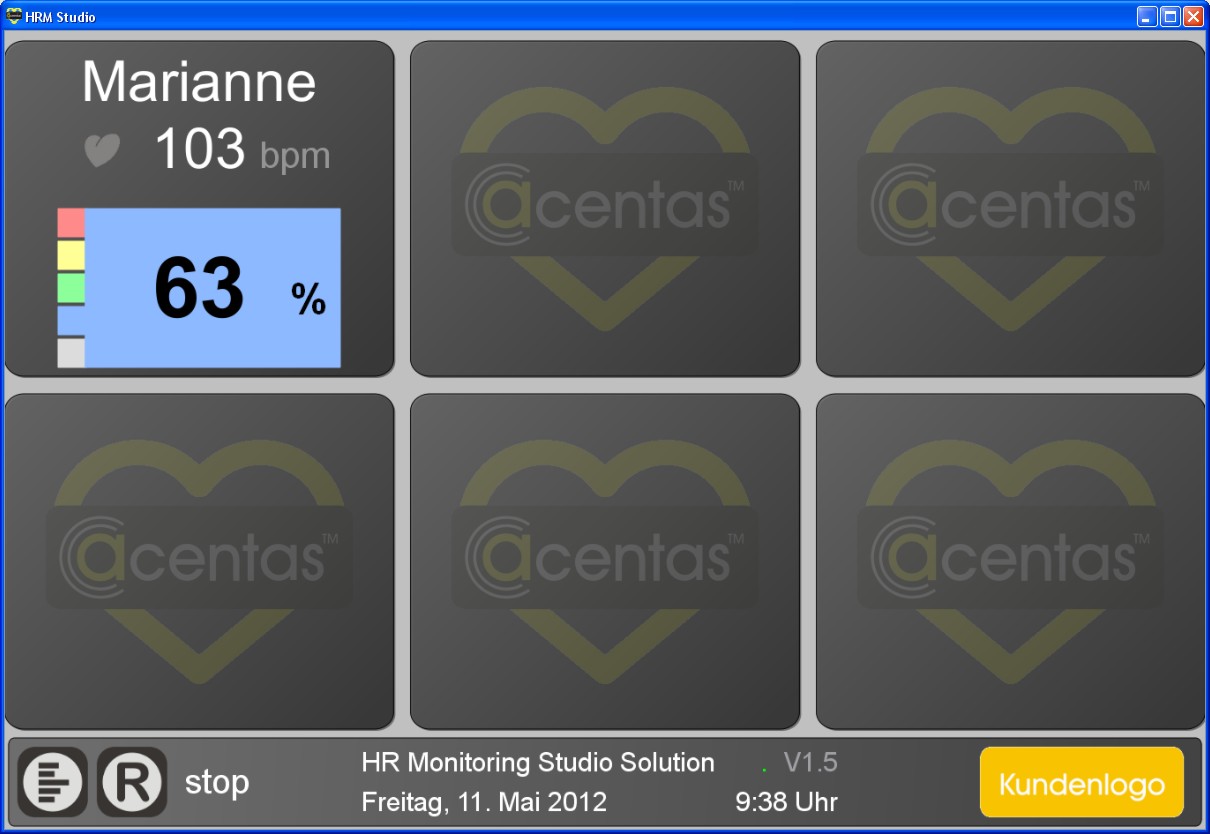 HRM Studio
Marianne
103 bpm
63 %
acentas™
acentas™
acentas™
acentas™
acentas™
R
stop
HR Monitoring Studio Solution . V1.5
Freitag, 11. Mai 2012 9:38 Uhr
Kundenlogo